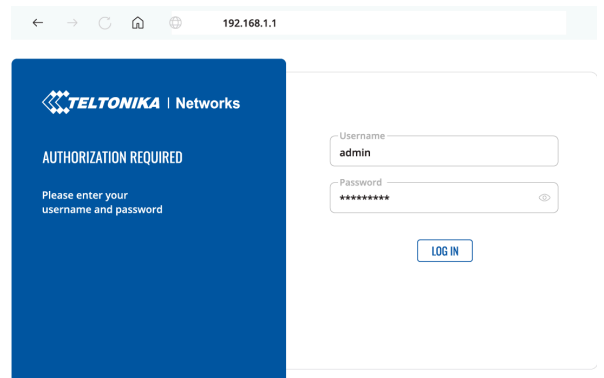 192.168.1.1
TELTONIKA | Networks
AUTHORIZATION REQUIRED
Please enter your
username and password
Username
admin
Password
*********
LOG IN